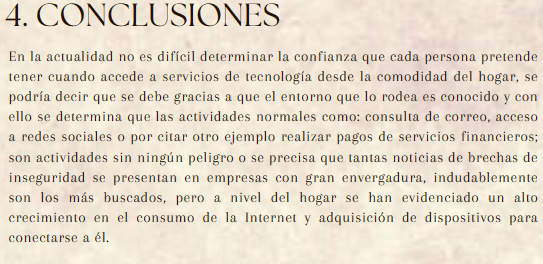 4. CONCLUSIONES
En la actualidad no es difícil determinar la confianza que cada persona pretende
tener cuando accede a servicios de tecnología desde la comodidad del hogar, se
podría decir que se debe gracias a que el entorno que lo rodea es conocido y con
ello se determina que las actividades normales como: consulta de correo, acceso
a redes sociales o por citar otro ejemplo realizar pagos de servicios financieros;
son actividades sin ningún peligro o se precisa que tantas noticias de brechas de
inseguridad se presentan en empresas con gran envergadura, indudablemente
son los más buscados, pero a nivel del hogar se han evidenciado un alto
crecimiento en el consumo de la Internet y adquisición de dispositivos para
conectarse a él.